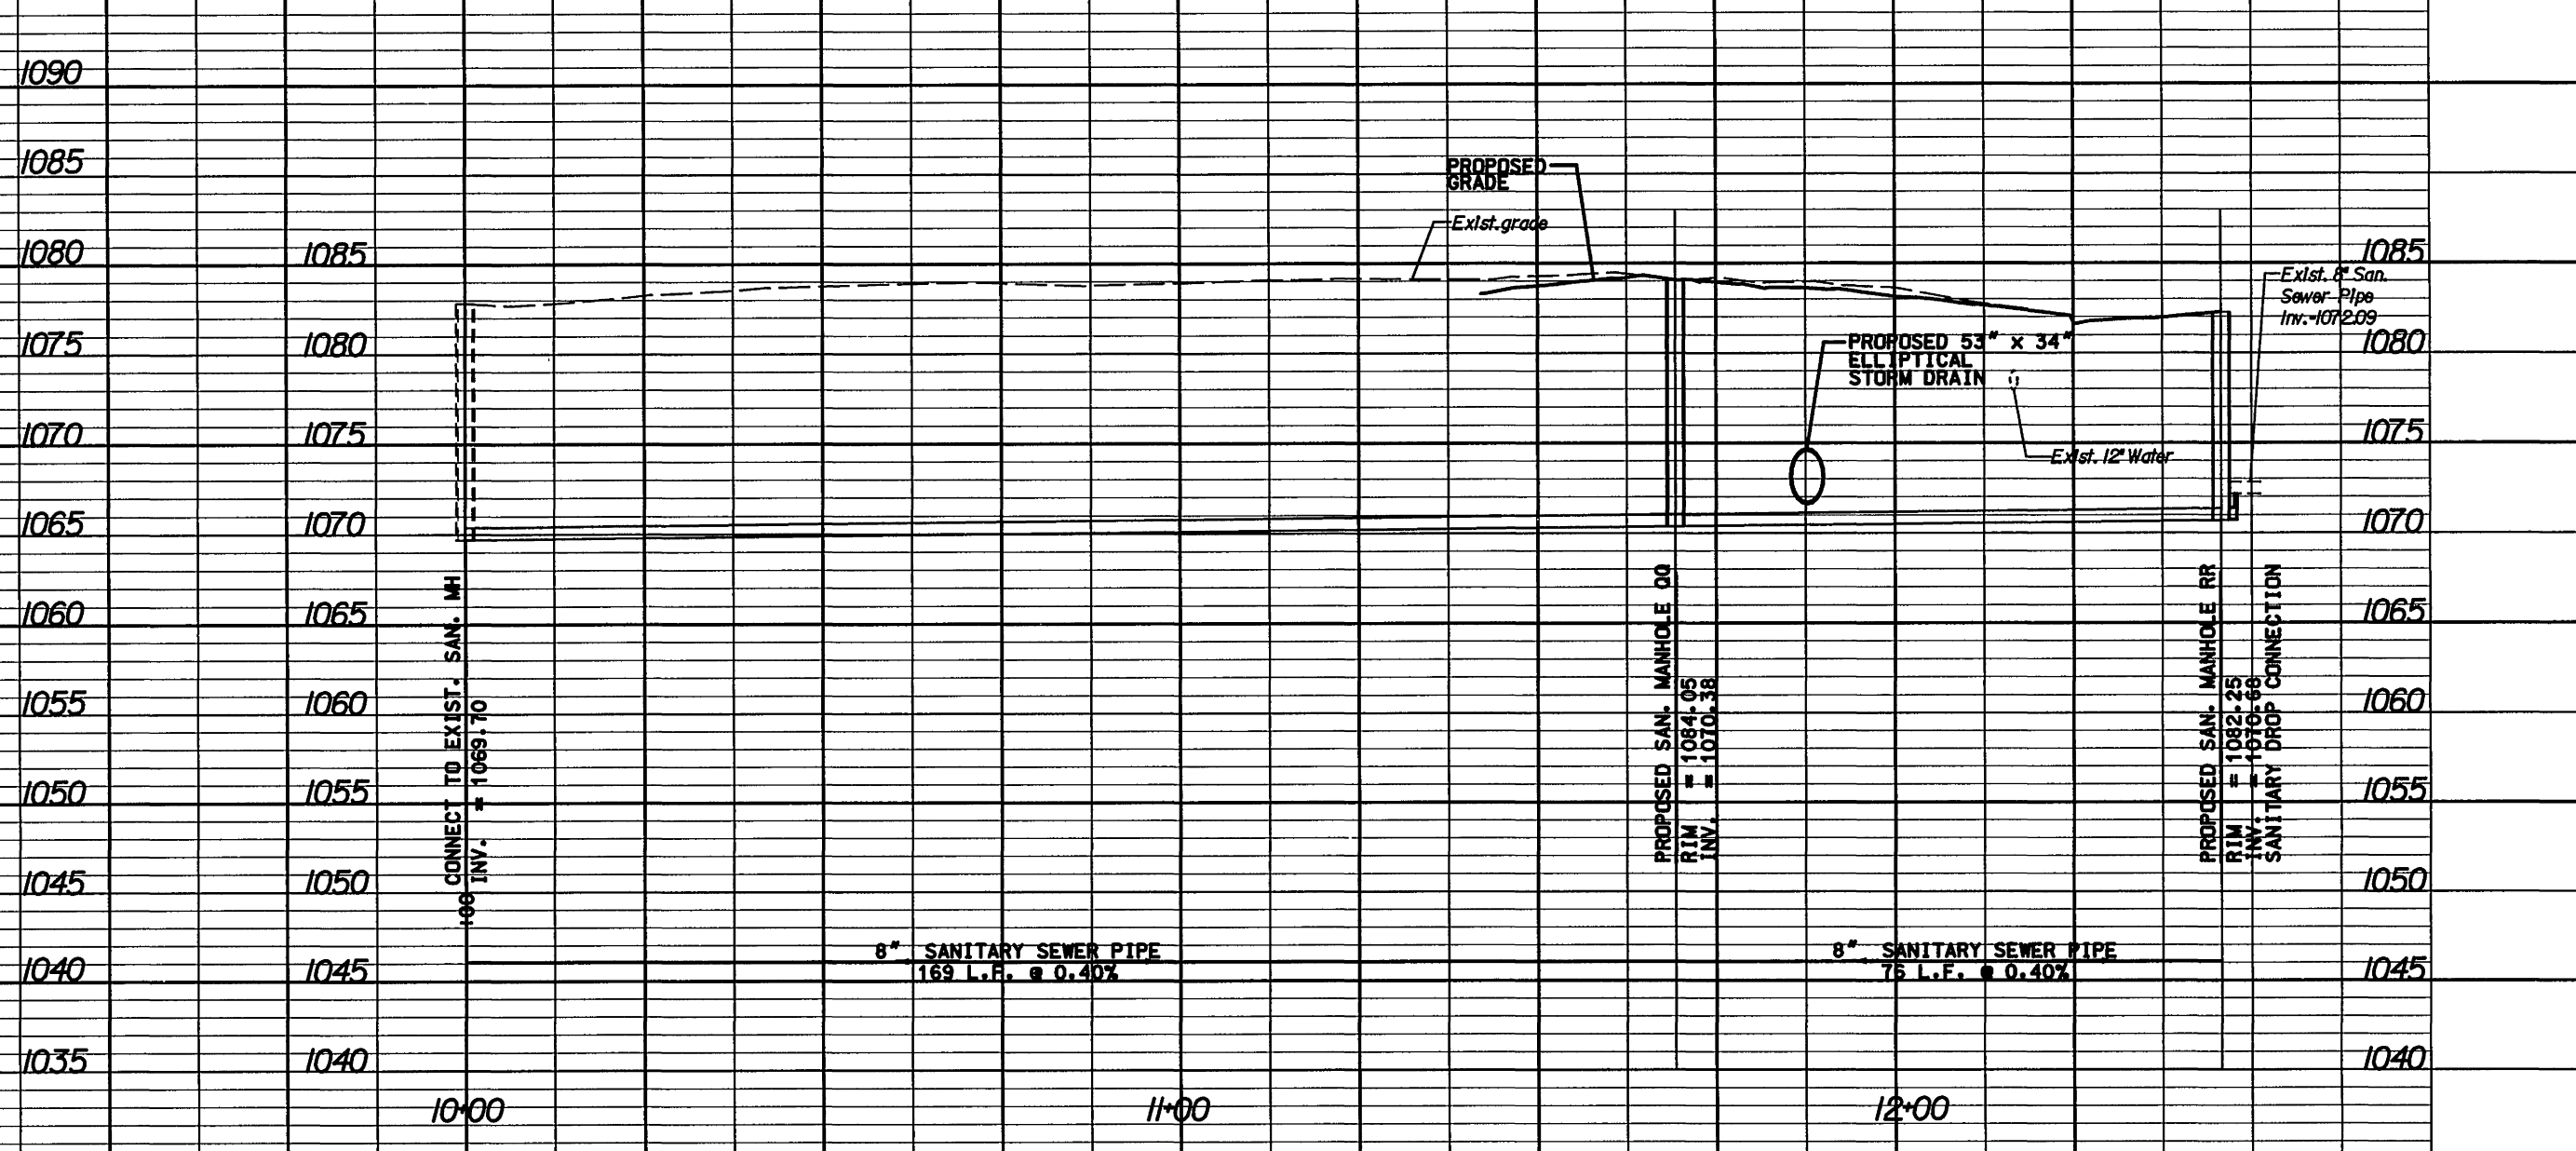 1090
1085
PROPOSED
GRADE
Exist. grade
1080
1085
1085
Exist. 8" San.
Sewer Pipe
Inv.=1072.09
1075
1080
PROPOSED 53" x 34"
ELLIPTICAL
STORM DRAIN
1080
1070
1075
1075
Exist. 12" Water
1065
1070
1070
1060
1065
1065
1055
1060
1060
1050
1055
1055
1045
1050
1050
CONNECT TO EXIST. SAN. MH
INV. = 1069.70
+00
PROPOSED SAN. MANHOLE QQ
RIM = 1084.05
INV. = 1070.38
PROPOSED SAN. MANHOLE RR
RIM = 1082.25
INV. = 1070.68
SANITARY DROP CONNECTION
8" SANITARY SEWER PIPE
169 L.F. @ 0.40%
8" SANITARY SEWER PIPE
L.F. @ 0.40%
1040
1045
1045
1035
1040
1040
10+00
11+00
12+00